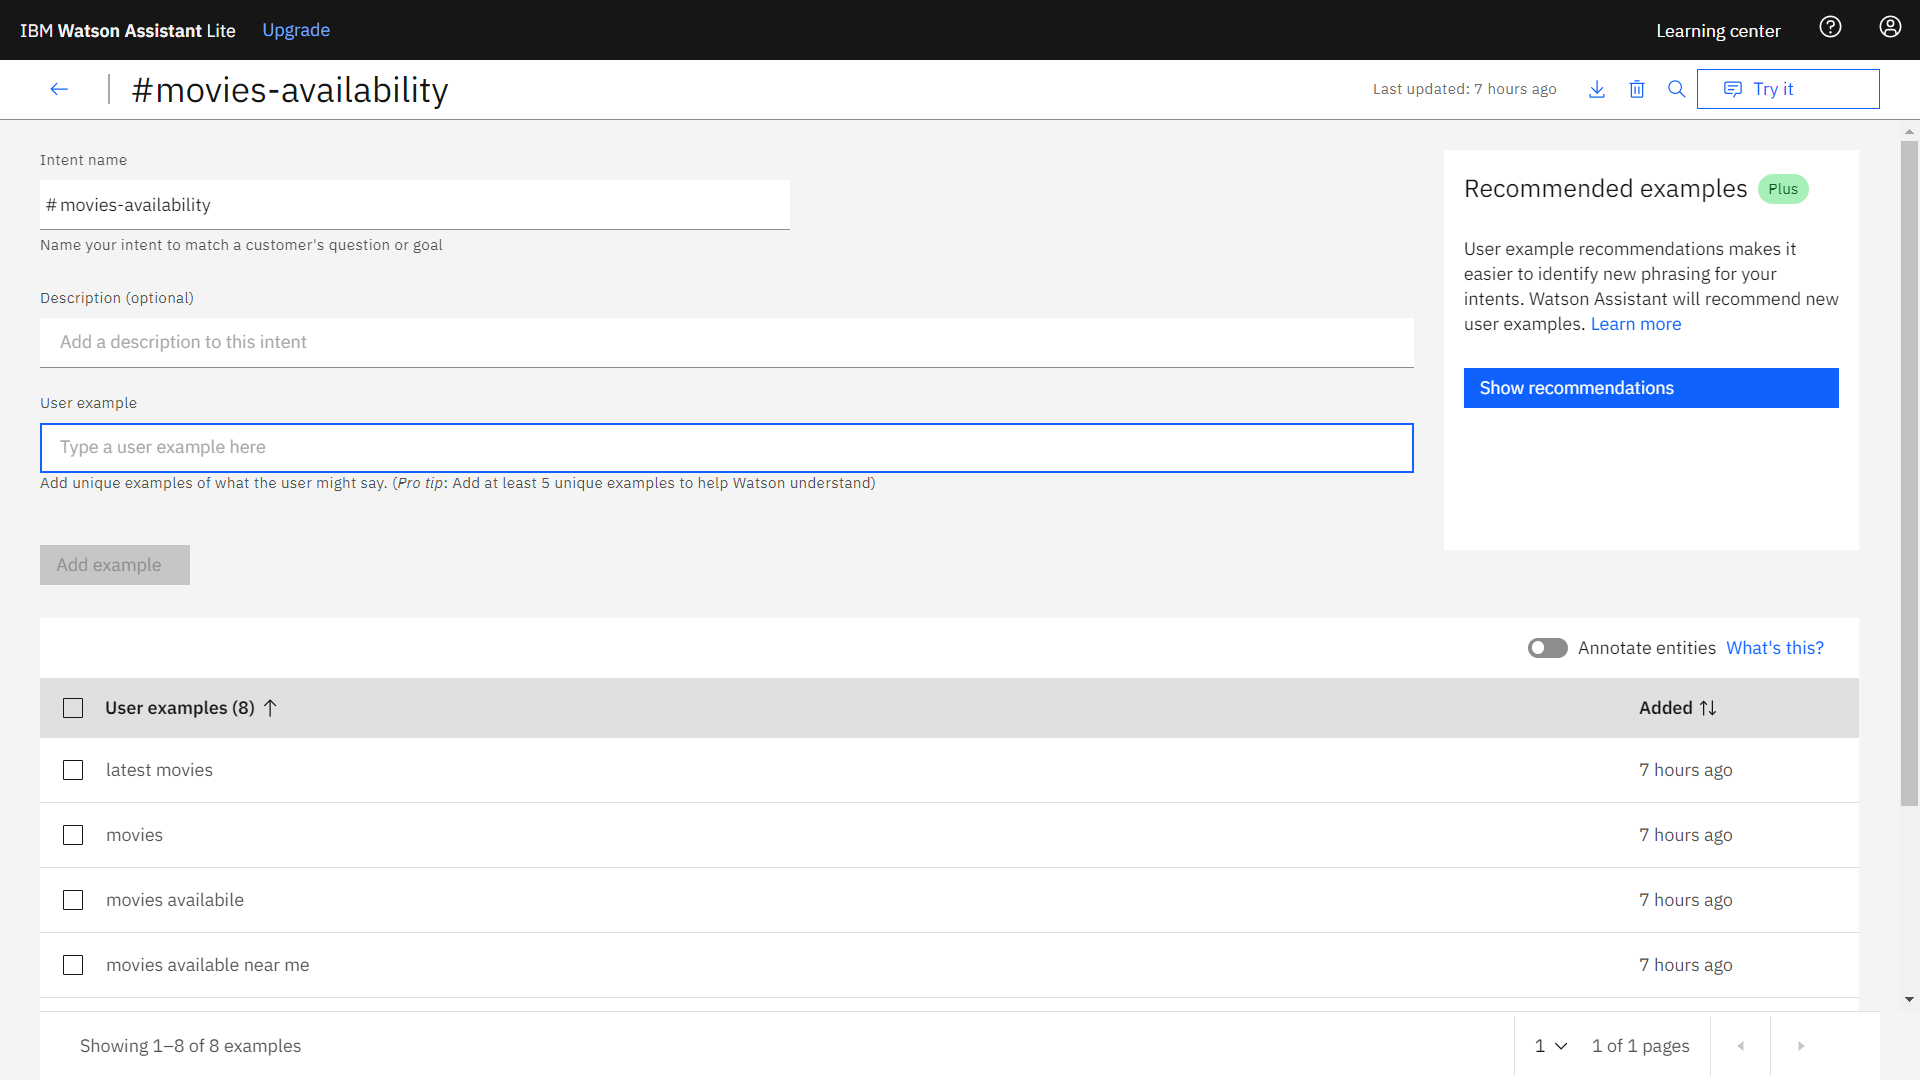 IBM Watson Assistant Lite Upgrade Learning center
#movies-availability Last updated: 7 hours ago Try it
Intent name
# movies-availability
Name your intent to match a customer's question or goal
Description (optional)
Add a description to this intent
User example
Type a user example here
Add unique examples of what the user might say. (Pro tip: Add at least 5 unique examples to help Watson understand)
Add example
Recommended examples Plus
User example recommendations makes it
easier to identify new phrasing for your
intents. Watson Assistant will recommend new
user examples. Learn more
Show recommendations
Annotate entities What's this?
User examples (8) Added
latest movies 7 hours ago
movies 7 hours ago
movies availabile 7 hours ago
movies available near me 7 hours ago
Showing 1–8 of 8 examples 1 1 of 1 pages